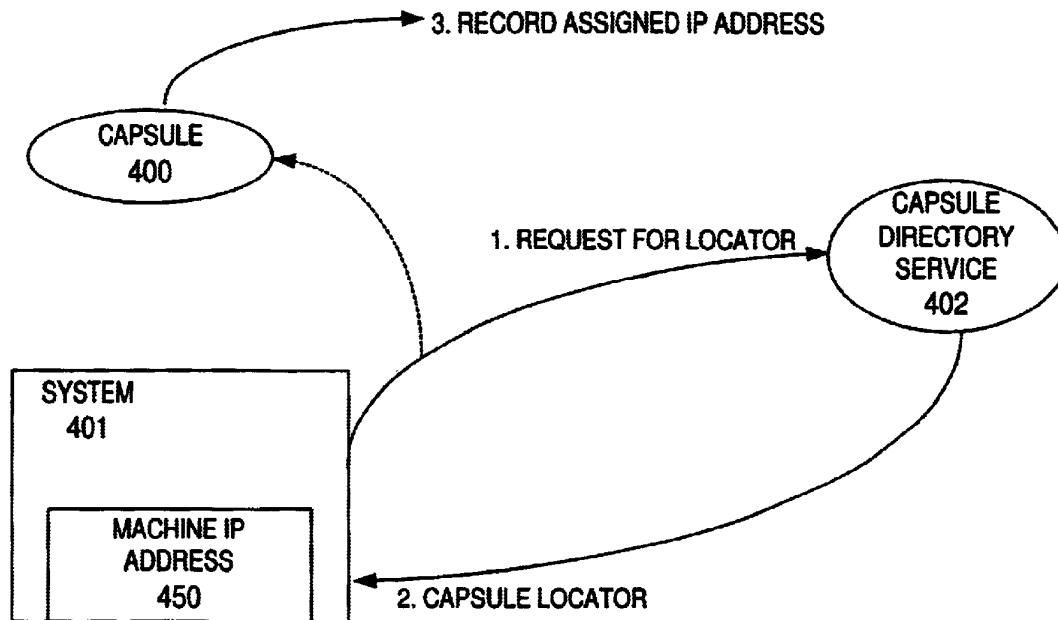 3. RECORD ASSIGNED IP ADDRESS
CAPSULE
400
CAPSULE
DIRECTORY
SERVICE
402
1. REQUEST FOR LOCATOR
SYSTEM
401
MACHINE IP
ADDRESS
450
2. CAPSULE LOCATOR